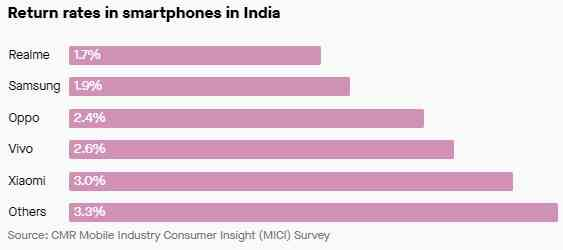 Return rates in smartphones in India
Realme 1.7%
Samsung 1.9%
Oppo 2.4%
Vivo 2.6%
Xiaomi 3.0%
Others 3.3%
Source: CMR Mobile Industry Consumer Insight (MICI) Survey